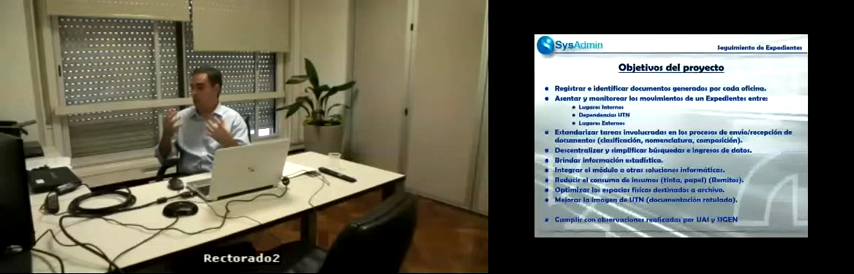 Rectorado2
SysAdmin
Seguimiento de Expedientes
Objetivos del proyecto
Registrar e identificar documentos generados por cada oficina.
Asentar y monitorear los movimientos de un Expedientes entre:
Lugares Internos
Dependencias UTN
Lugares Externos
Estandarizar tareas involucradas en los procesos de envío/recepción de
documentos (clasificación, nomenclatura, composición).
Descentralizar y simplificar búsquedas e ingresos de datos.
Brindar información estadística.
Integrar el módulo a otras soluciones informáticas.
Reducir el consumo de insumos (tinta, papel) (Remitos).
Optimizar los espacios físicos destinados a archivo.
Mejorar la imagen de UTN (documentación rotulada).
Cumplir con observaciones realizadas por UAI y SIGEN